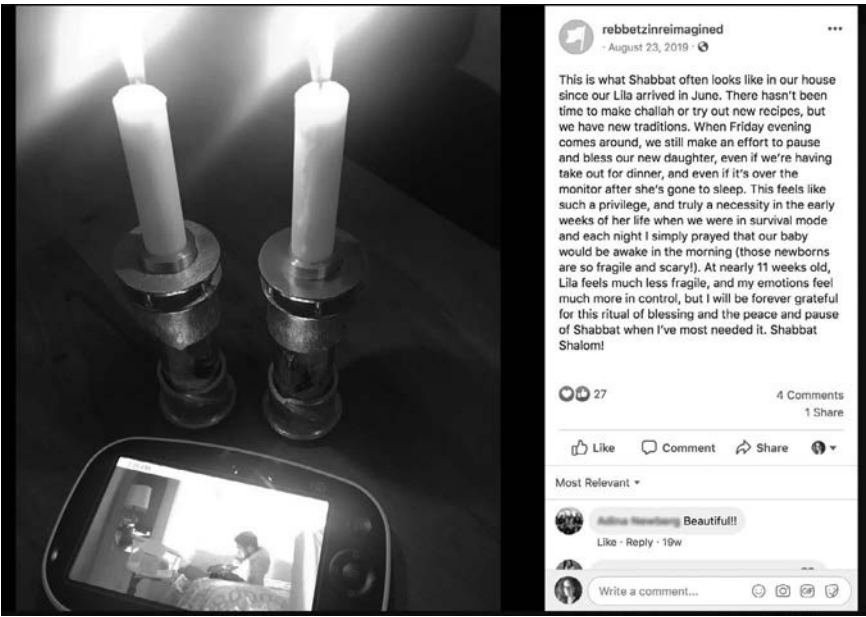 rebbetzinreimagined
· August 23, 2019 ·
This is what Shabbat often looks like in our house
since our Lila arrived in June. There hasn't been
time to make challah or try out new recipes, but
we have new traditions. When Friday evening
comes around, we still make an effort to pause
and bless our new daughter, even if we're having
take out for dinner, and even if it's over the
monitor after she's gone to sleep. This feels like
such a privilege, and truly a necessity in the early
weeks of her life when we were in survival mode
and each night I simply prayed that our baby
would be awake in the morning (those newborns
are so fragile and scary!). At nearly 11 weeks old,
Lila feels much less fragile, and my emotions feel
much more in control, but I will be forever grateful
for this ritual of blessing and the peace and pause
of Shabbat when I've most needed it. Shabbat
Shalom!
27
4 Comments
1 Share
Like Comment Share
Most Relevant
Beautiful!!
Like · Reply · 19w
Write a comment...
GIF